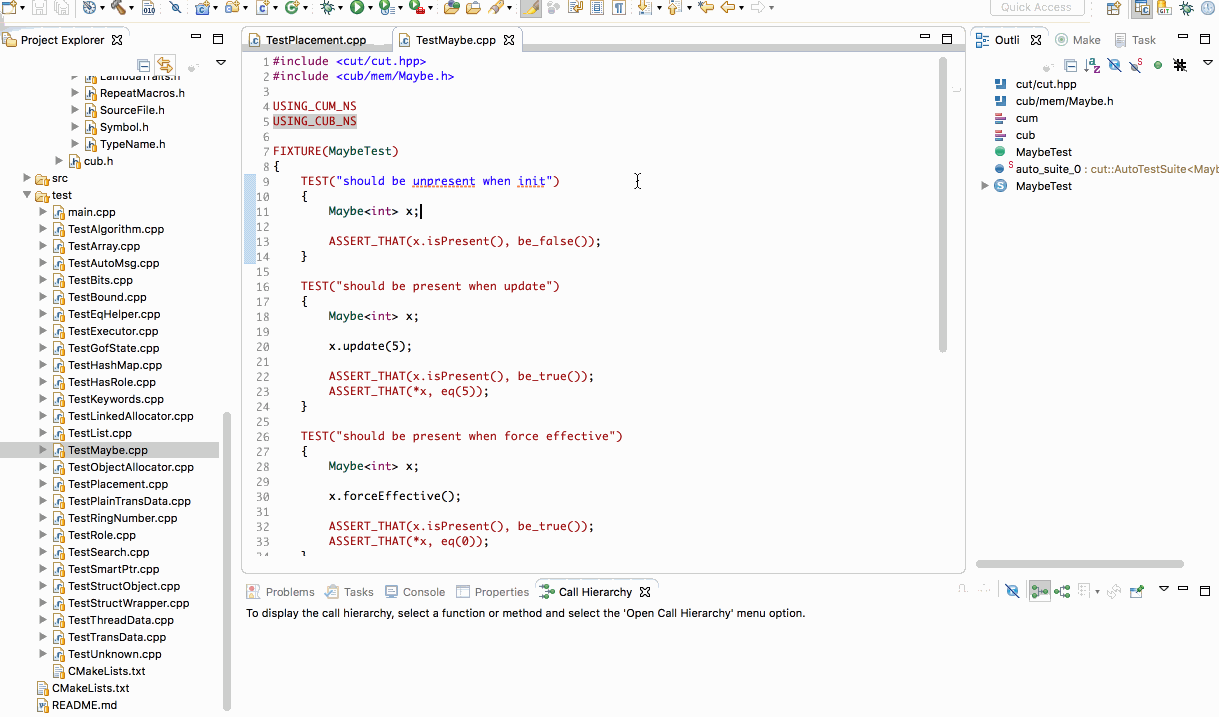 Quick Access
Project Explorer
LambdaTraits.h
RepeatMacros.h
SourceFile.h
Symbol.h
TypeName.h
cub.h
src
test
main.cpp
TestAlgorithm.cpp
TestArray.cpp
TestAutoMsg.cpp
TestBits.cpp
TestBound.cpp
TestEqHelper.cpp
TestExecutor.cpp
TestGofState.cpp
TestHashMap.cpp
TestHasRole.cpp
TestKeywords.cpp
TestLinkedAllocator.cpp
TestList.cpp
TestMaybe.cpp
TestObjectAllocator.cpp
TestPlacement.cpp
TestPlainTransData.cpp
TestRingNumber.cpp
TestRole.cpp
TestSearch.cpp
TestSmartPtr.cpp
TestStructObject.cpp
TestStructWrapper.cpp
TestThreadData.cpp
TestTransData.cpp
TestUnknown.cpp
CMakeLists.txt
CMakeLists.txt
README.md
TestPlacement.cpp TestMaybe.cpp
1 #include <cut/cut.hpp>
2 #include <cub/mem/Maybe.h>
3
4 USING_CUM_NS
5 USING_CUB_NS
6
7 FIXTURE(MaybeTest)
8 {
9 TEST("should be unpresent when init")
10 {
11 Maybe<int> x;
12
13 ASSERT_THAT(x.isPresent(), be_false());
14 }
15
16 TEST("should be present when update")
17 {
18 Maybe<int> x;
19
20 x.update(5);
21
22 ASSERT_THAT(x.isPresent(), be_true());
23 ASSERT_THAT(*x, eq(5));
24 }
25
26 TEST("should be present when force effective")
27 {
28 Maybe<int> x;
29
30 x.forceEffective();
31
32 ASSERT_THAT(x.isPresent(), be_true());
33 ASSERT_THAT(*x, eq(0));
34 }
Outli Make Task
cut/cut.hpp
cub/mem/Maybe.h
cum
cub
MaybeTest
auto_suite_0 : cut::AutoTestSuite<Mayb
MaybeTest
Problems Tasks Console Properties Call Hierarchy
To display the call hierarchy, select a function or method and select the 'Open Call Hierarchy' menu option.